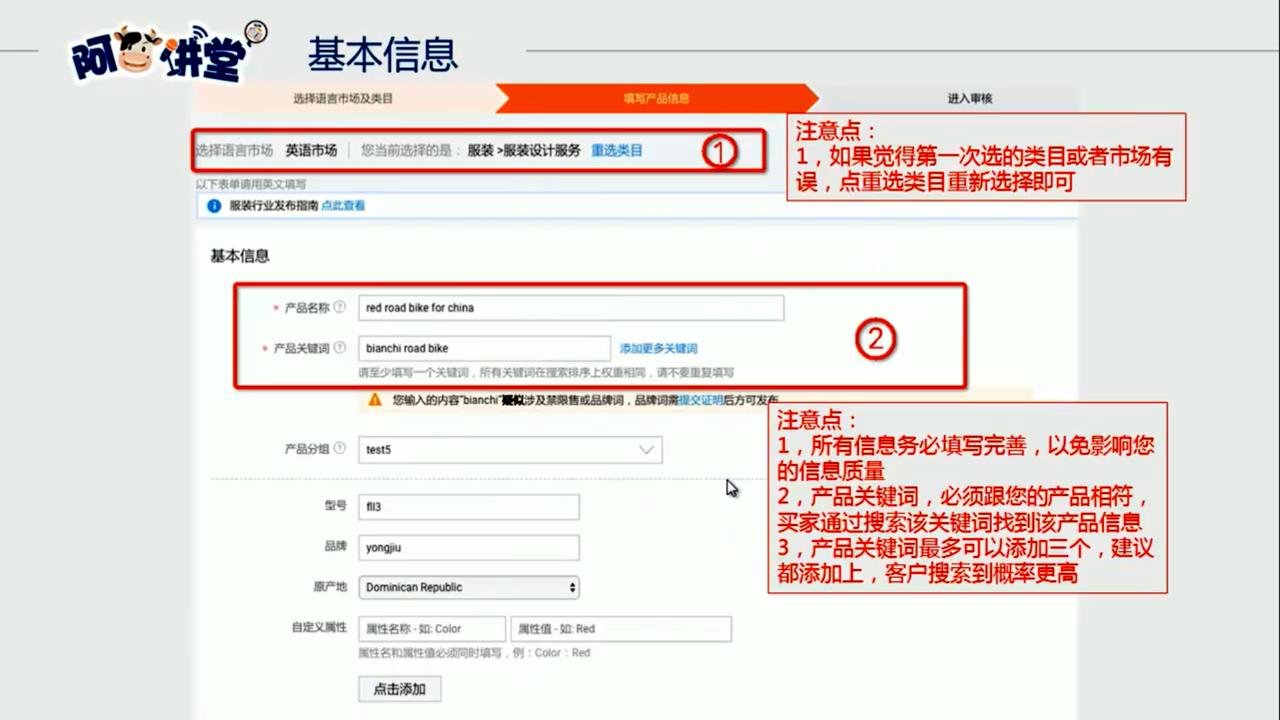 阿牛讲堂
基本信息
选择语言市场及类目
填写产品信息
进入审核
选择语言市场 英语市场 您当前选择的是： 服装 >服装设计服务 重选类目
①
注意点：
1，如果觉得第一次选的类目或者市场有
误，点重选类目重新选择即可
以下表单请用英文填写
服装行业发布指南 点此查看
基本信息
* 产品名称 ? red road bike for china
* 产品关键词 ? bianchi road bike 添加更多关键词
②
请至少填写一个关键词，所有关键词在搜索排序上权重相同，请不要重复填写
您输入的内容"bianchi"疑似涉及禁限售或品牌词，品牌词需提交证明后方可发布
注意点：
1，所有信息务必填写完善，以免影响您
的信息质量
2，产品关键词，必须跟您的产品相符，
买家通过搜索该关键词找到该产品信息
3，产品关键词最多可以添加三个，建议
都添加上，客户搜索到概率更高
产品分组 ? test5
型号 fll3
品牌 yongjiu
原产地 Dominican Republic
自定义属性 属性名称 - 如: Color 属性值 - 如: Red
属性名和属性值必须同时填写，例：Color：Red
点击添加